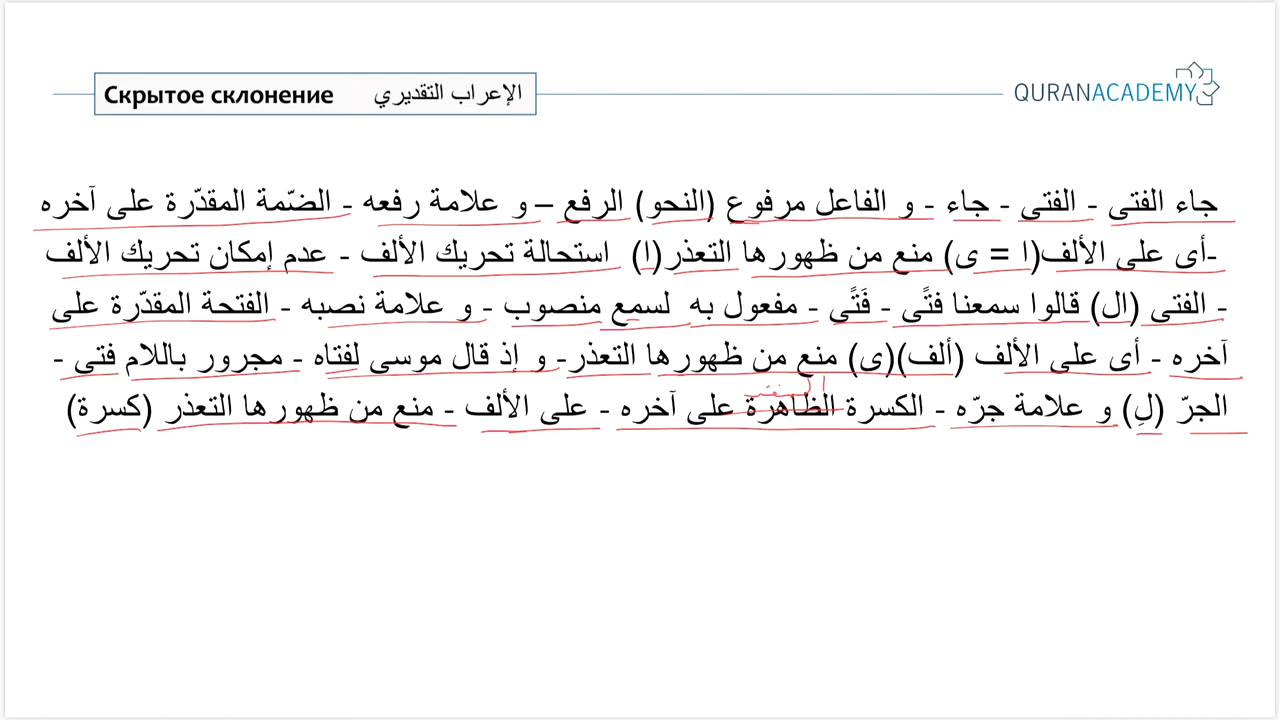 Скрытое склонение الإعراب التقديري
QURANACADEMY
جاء الفتى - الفتى - جاء - و الفاعل مرفوع (النحو) الرفع – و علامة رفعه - الضّمة المقدّرة على آخره
-أى على الألف(ا = ى) منع من ظهورها التعذر(ا) استحالة تحريك الألف - عدم إمكان تحريك الألف
- الفتى (ال) قالوا سمعنا فتًى - فَتًى - مفعول به لسمع منصوب - و علامة نصبه - الفتحة المقدّرة على
آخره - أى على الألف (ألف)(ى) منع من ظهورها التعذر- و إذ قال موسى لفتاه - مجرور باللام فتى -
الجرّ (لِ) و علامة جرّه - الكسرة الظاهرة على آخره - على الألف - منع من ظهورها التعذر (كسرة)